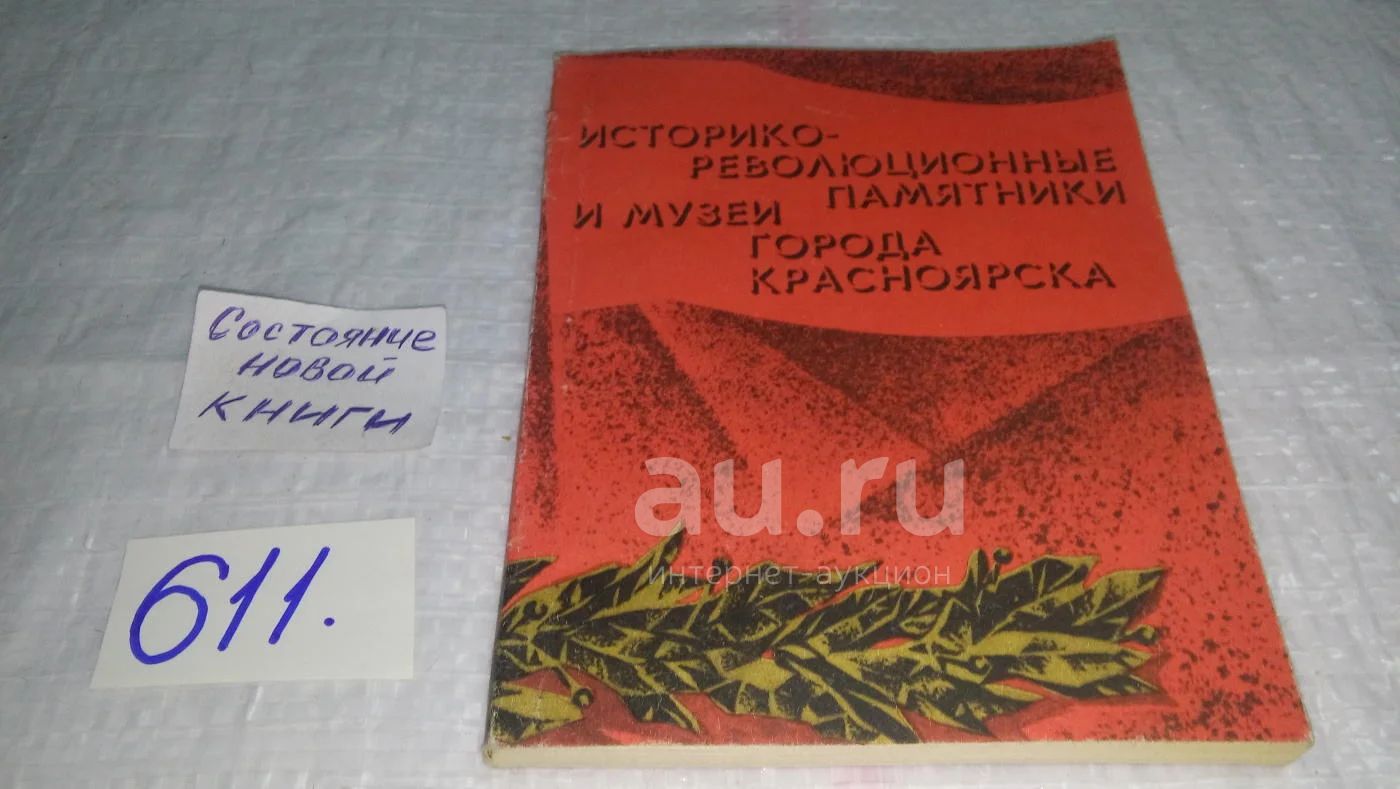 ИСТОРИКО-
РЕВОЛЮЦИОННЫЕ
ПАМЯТНИКИ
И МУЗЕИ
ГОРОДА
КРАСНОЯРСКА
Состояние
новой
книги
611.
au.ru
интернет-аукцион